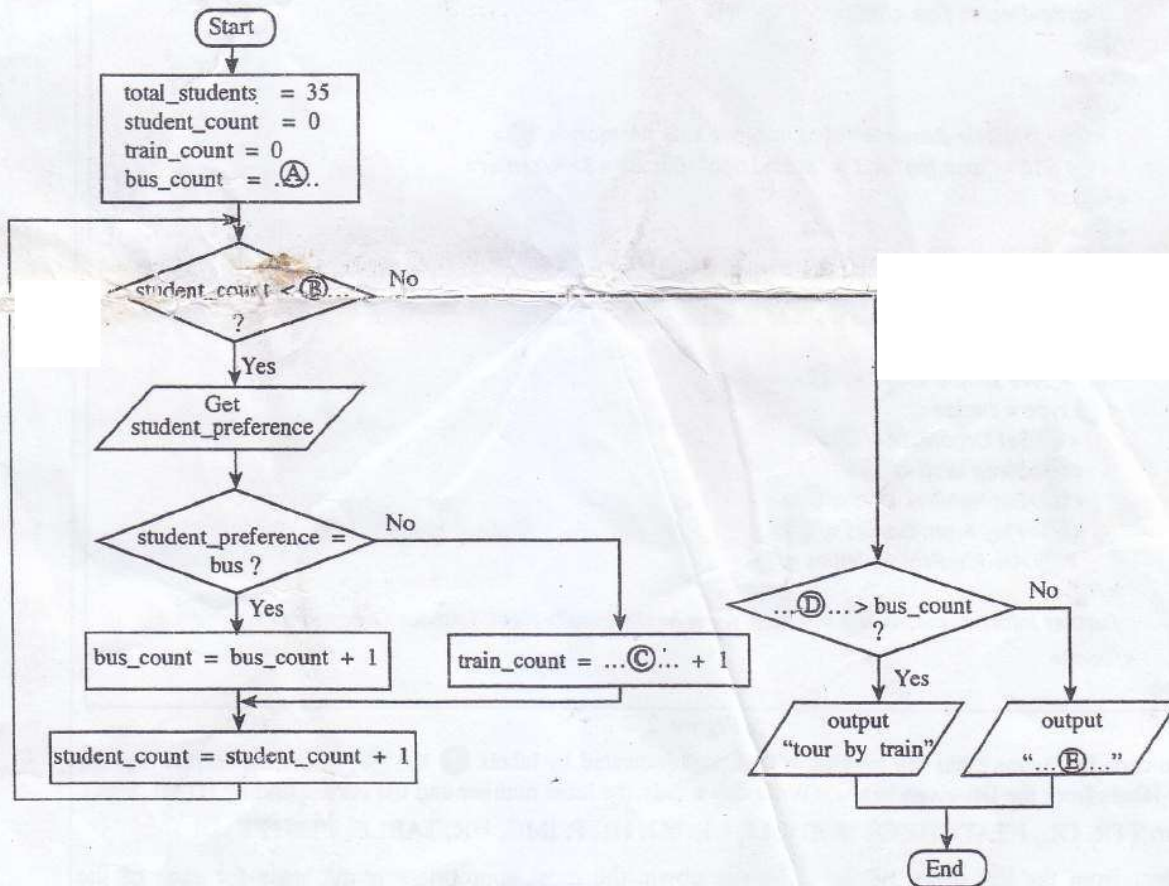 Start
total_students = 35
student_count = 0
train_count = 0
bus_count = ...Ⓐ...
student_count < Ⓑ...
?
No
Yes
Get
student_preference
student_preference =
bus ?
No
Yes
bus_count = bus_count + 1
train_count = ...Ⓒ... + 1
student_count = student_count + 1
...Ⓓ... > bus_count
?
No
Yes
output
“tour by train”
output
“...Ⓔ...”
End